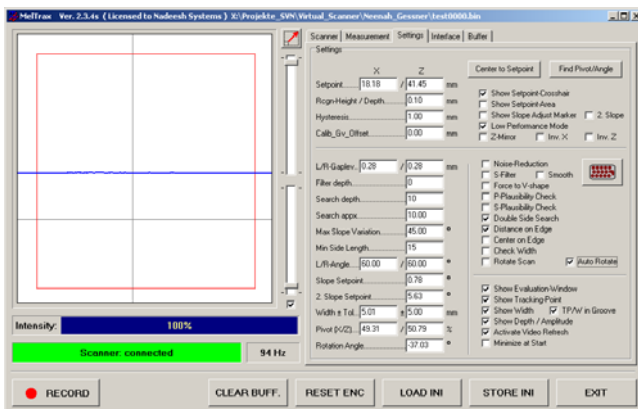 MelTrax Ver. 2.3.4s ( Licensed to Nadeesh Systems ) X:\Projekte_SVN\Virtual_Scanner\Neenah_Gessner\test0000.bin
Scanner Measurement Settings Interface Buffer
Settings
X Z
Setpoint 18.18 / 41.45 mm
Rcgn-Height / Depth 0.10 mm
Hysteresis 1.00 mm
Calib_Gv_Offset 0.00 mm
Center to Setpoint Find Pivot/Angle
Show Setpoint-Crosshair
Show Setpoint-Area
Show Slope Adjust Marker 2. Slope
Low Performance Mode
Z-Mirror Inv. X Inv. Z
L/R-Gaplev. 0.28 / 0.28 mm
Filter depth 0
Search depth 10
Search appx. 10.00
Max Slope Variation 45.00 °
Min Side Length 15
L/R-Angle 60.00 / 60.00 °
Slope Setpoint 0.78 °
2. Slope Setpoint 5.63 °
Width ± Tol. 5.01 ± 5.00 mm
Pivot (X/Z) 49.31 / 50.79 %
Rotation Angle -37.03 °
Noise-Reduction
S-Filter Smooth
Force to V-shape
P-Plausibility Check
S-Plausibility Check
Double Side Search
Distance on Edge
Center on Edge
Check Width
Rotate Scan Auto Rotate
Show Evaluation-Window
Show Tracking-Point
Show Width TP/W in Groove
Show Depth / Amplitude
Activate Video Refresh
Minimize at Start
Intensity: 100%
Scanner: connected 94 Hz
RECORD CLEAR BUFF. RESET ENC LOAD INI STORE INI EXIT